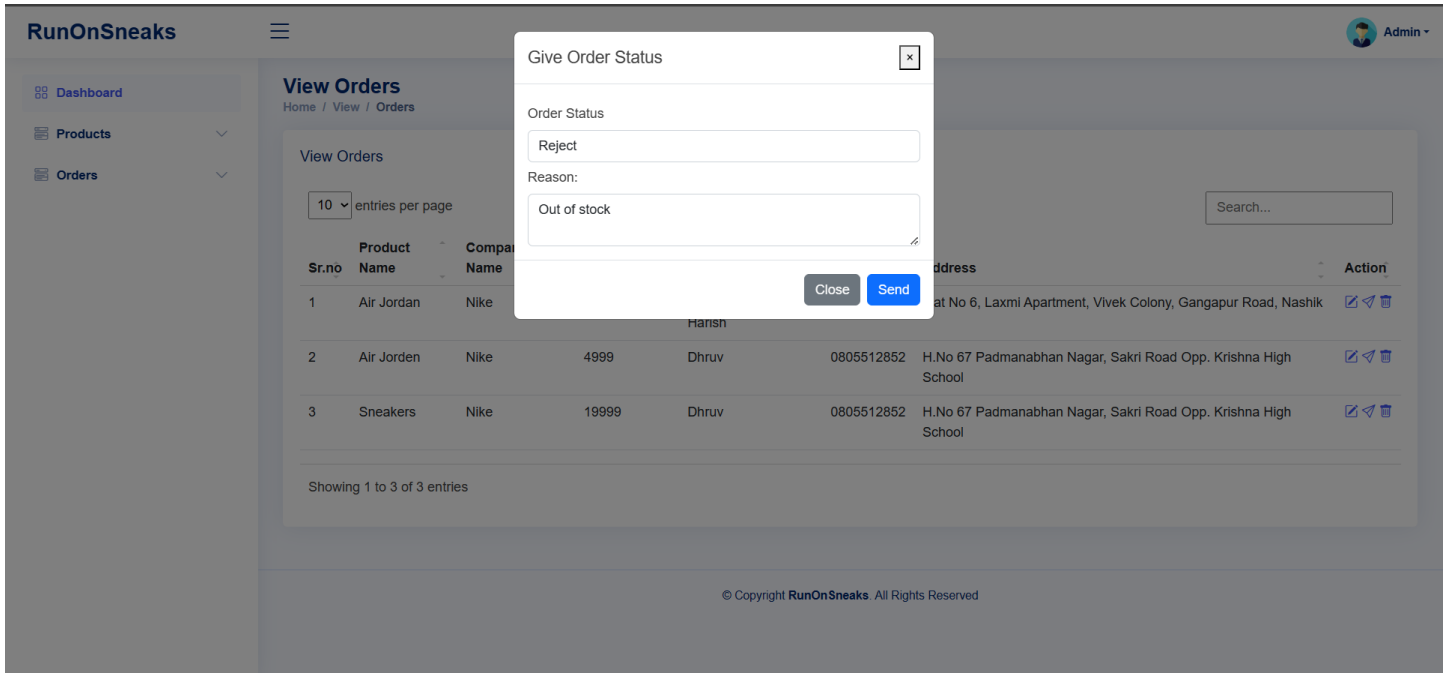 RunOnSneaks
Admin
Give Order Status
×
Dashboard
Products
Orders
View Orders
Home / View / Orders
Order Status
Reject
Reason:
Out of stock
Close Send
View Orders
10 entries per page
Search...
Sr.no Product Name Name Action
1 Air Jordan Nike Harish at No 6, Laxmi Apartment, Vivek Colony, Gangapur Road, Nashik
2 Air Jorden Nike 4999 Dhruv 0805512852 H.No 67 Padmanabhan Nagar, Sakri Road Opp. Krishna High
School
3 Sneakers Nike 19999 Dhruv 0805512852 H.No 67 Padmanabhan Nagar, Sakri Road Opp. Krishna High
School
Showing 1 to 3 of 3 entries
© Copyright RunOnSneaks. All Rights Reserved